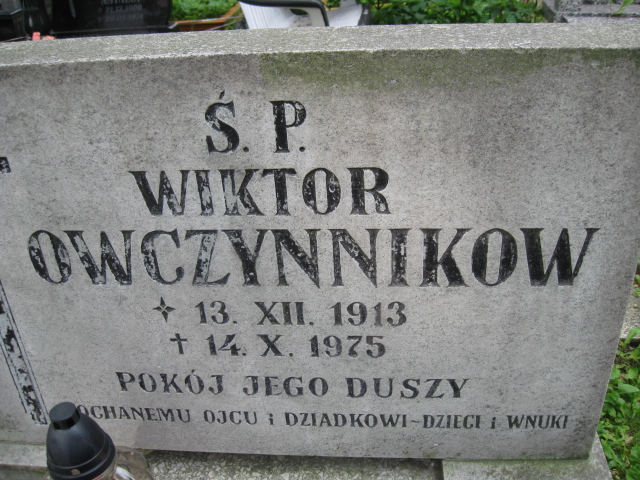 Ś. P.
WIKTOR
OWCZYNNIKOW
13. XII. 1913
† 14. X. 1975
POKÓJ JEGO DUSZY
OCHANEMU OJCU i DZIADKOWI~DZIECI i WNUKI